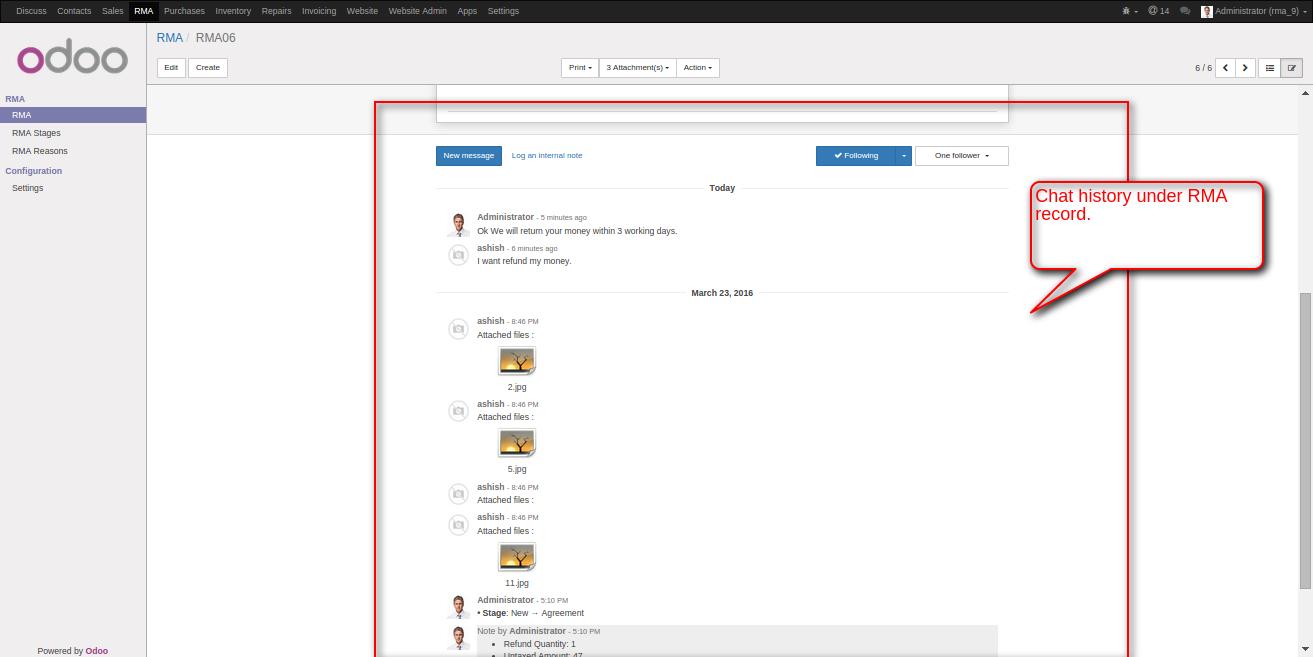 Discuss Contacts Sales RMA Purchases Inventory Repairs Invoicing Website Website Admin Apps Settings @ 14 Administrator (rma_9)
odoo
RMA / RMA06
Edit Create Print 3 Attachment(s) Action 6 / 6
RMA
RMA
RMA Stages
RMA Reasons
Configuration
Settings
New message Log an internal note Following One follower
Today
Administrator - 5 minutes ago
Ok We will return your money within 3 working days.
ashish - 6 minutes ago
I want refund my money.
Chat history under RMA
record.
March 23, 2016
ashish - 8:46 PM
Attached files :
2.jpg
ashish - 8:46 PM
Attached files :
5.jpg
ashish - 8:46 PM
Attached files :
ashish - 8:46 PM
Attached files :
11.jpg
Administrator - 5:10 PM
• Stage: New → Agreement
Note by Administrator - 5:10 PM
• Refund Quantity: 1
• Untaxed Amount: 47
Powered by Odoo